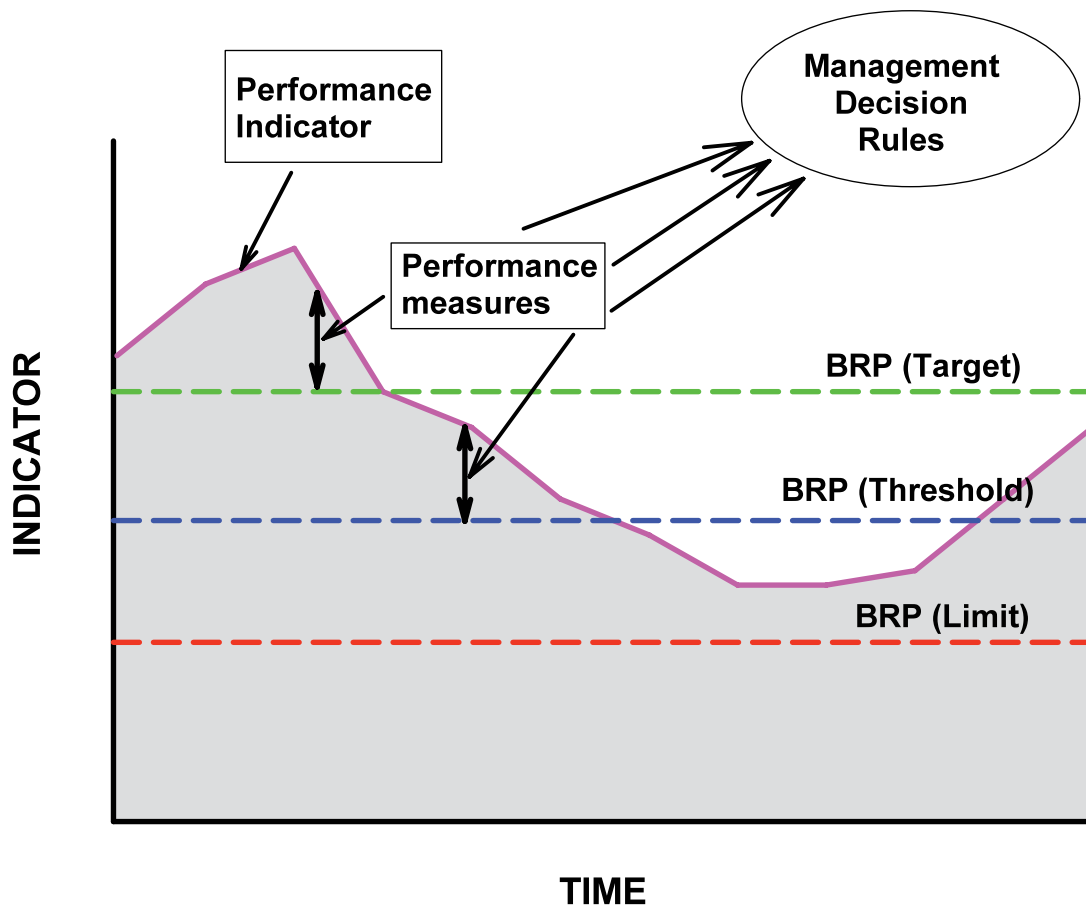 Management
Decision
Rules
Performance
Indicator
Performance
measures
BRP (Target)
BRP (Threshold)
BRP (Limit)
INDICATOR
TIME